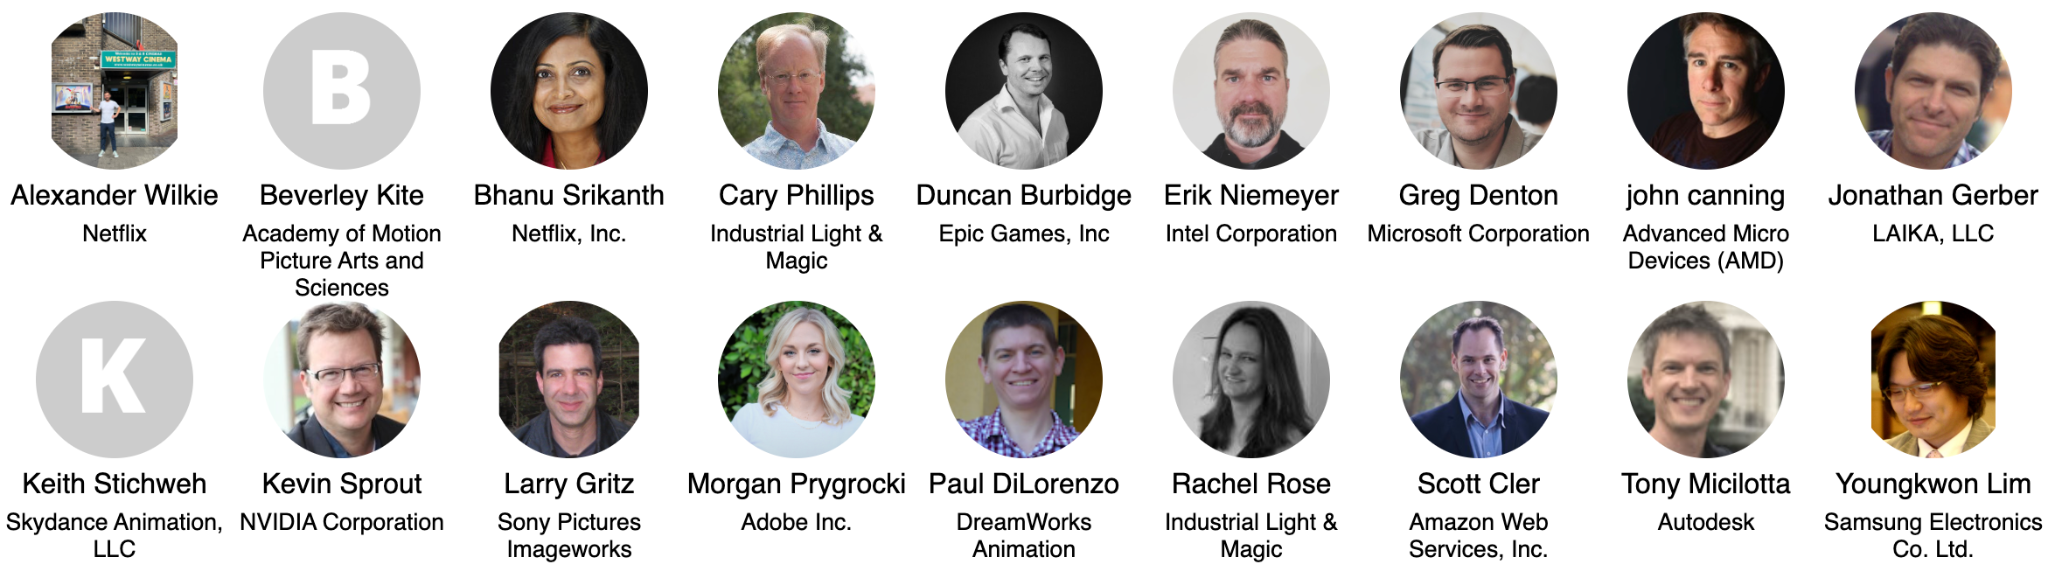 WESTWAY CINEMA
B
Alexander Wilkie
Netflix
Beverley Kite
Academy of Motion
Picture Arts and
Sciences
Bhanu Srikanth
Netflix, Inc.
Cary Phillips
Industrial Light &
Magic
Duncan Burbidge
Epic Games, Inc
Erik Niemeyer
Intel Corporation
Greg Denton
Microsoft Corporation
john canning
Advanced Micro
Devices (AMD)
Jonathan Gerber
LAIKA, LLC
K
Keith Stichweh
Skydance Animation,
LLC
Kevin Sprout
NVIDIA Corporation
Larry Gritz
Sony Pictures
Imageworks
Morgan Prygrocki
Adobe Inc.
Paul DiLorenzo
DreamWorks
Animation
Rachel Rose
Industrial Light &
Magic
Scott Cler
Amazon Web
Services, Inc.
Tony Micilotta
Autodesk
Youngkwon Lim
Samsung Electronics
Co. Ltd.